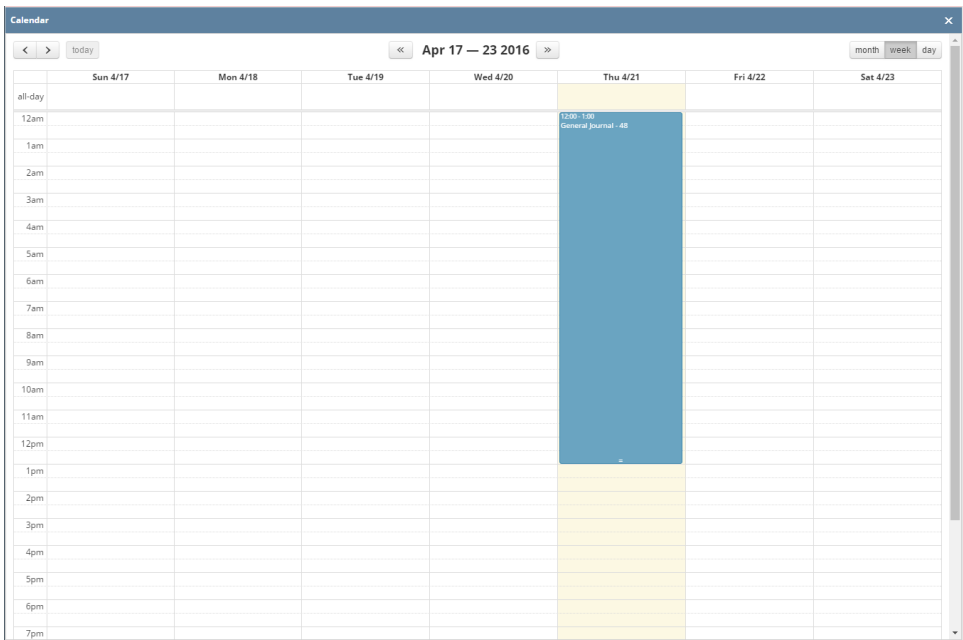 Calendar
today
Apr 17 — 23 2016
month week day
Sun 4/17 Mon 4/18 Tue 4/19 Wed 4/20 Thu 4/21 Fri 4/22 Sat 4/23
all-day
12am
12:00 - 1:00
General Journal - 48
1am
2am
3am
4am
5am
6am
7am
8am
9am
10am
11am
12pm
1pm
2pm
3pm
4pm
5pm
6pm
7pm